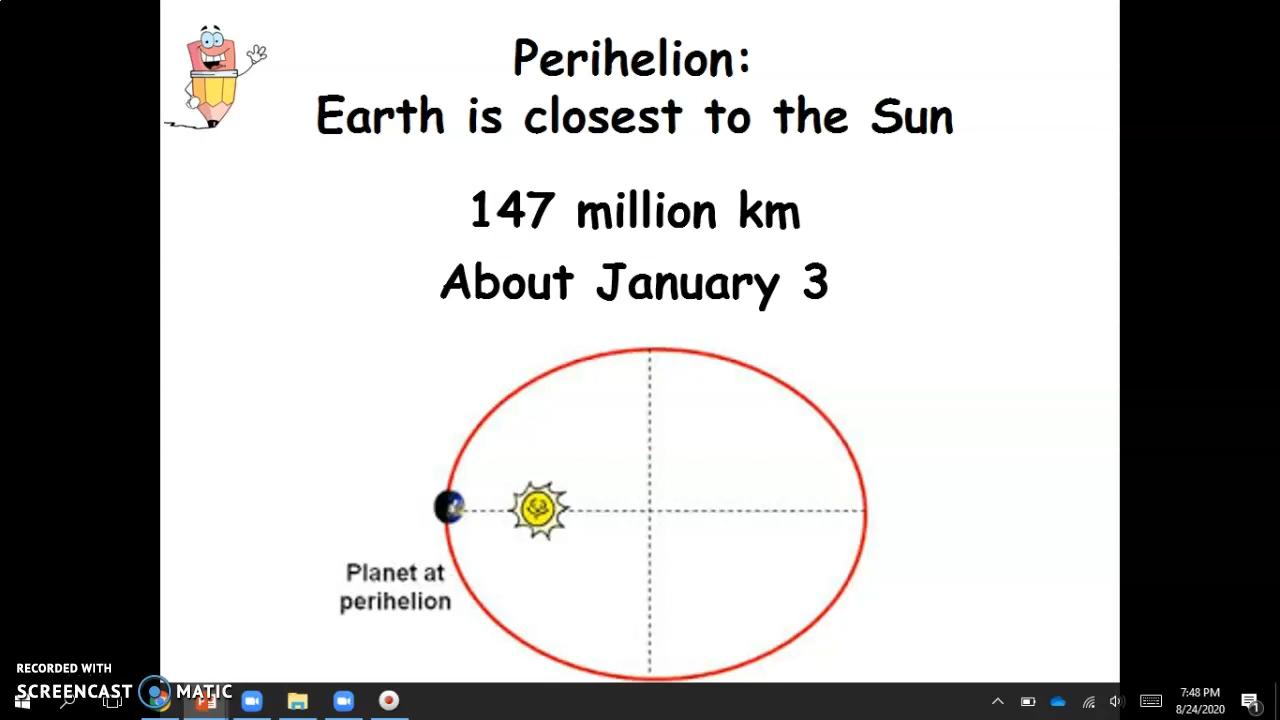 Perihelion:
Earth is closest to the Sun
147 million km
About January 3
Planet at
perihelion
RECORDED WITH
SCREENCAST MATIC
7:48 PM
8/24/2020
1